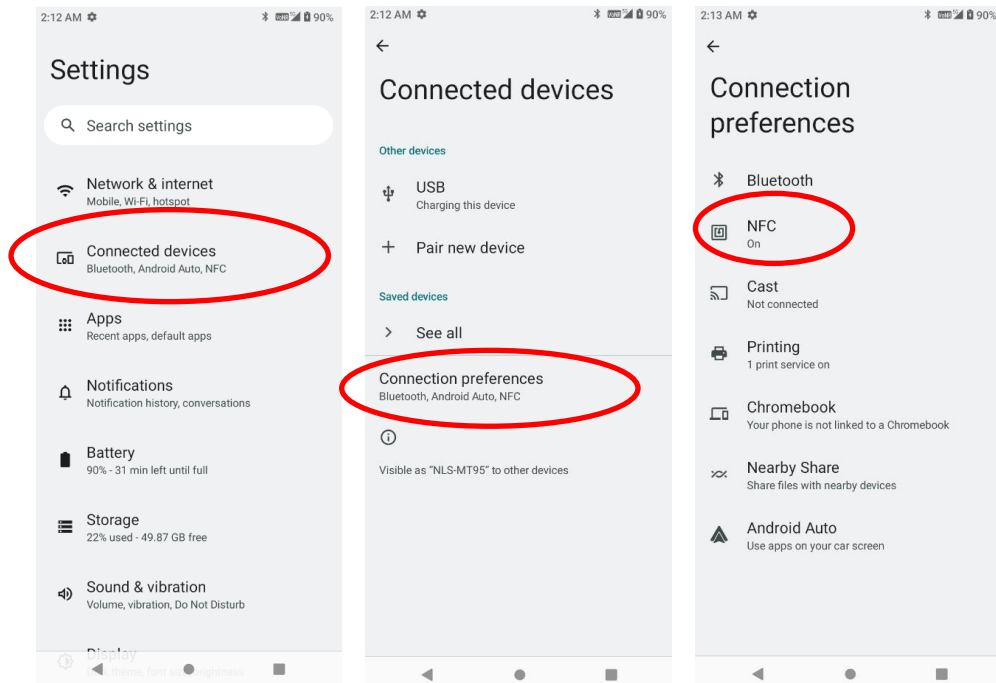 2:12 AM
90%
Settings
Search settings
Network & internet
Mobile, Wi-Fi, hotspot
Connected devices
Bluetooth, Android Auto, NFC
Apps
Recent apps, default apps
Notifications
Notification history, conversations
Battery
90% - 31 min left until full
Storage
22% used - 49.87 GB free
Sound & vibration
Volume, vibration, Do Not Disturb
Display
theme, font
2:12 AM
90%
Connected devices
Other devices
USB
Charging this device
Pair new device
Saved devices
See all
Connection preferences
Bluetooth, Android Auto, NFC
Visible as “NLS-MT95” to other devices
2:13 AM
90%
Connection
preferences
Bluetooth
NFC
On
Cast
Not connected
Printing
1 print service on
Chromebook
Your phone is not linked to a Chromebook
Nearby Share
Share files with nearby devices
Android Auto
Use apps on your car screen